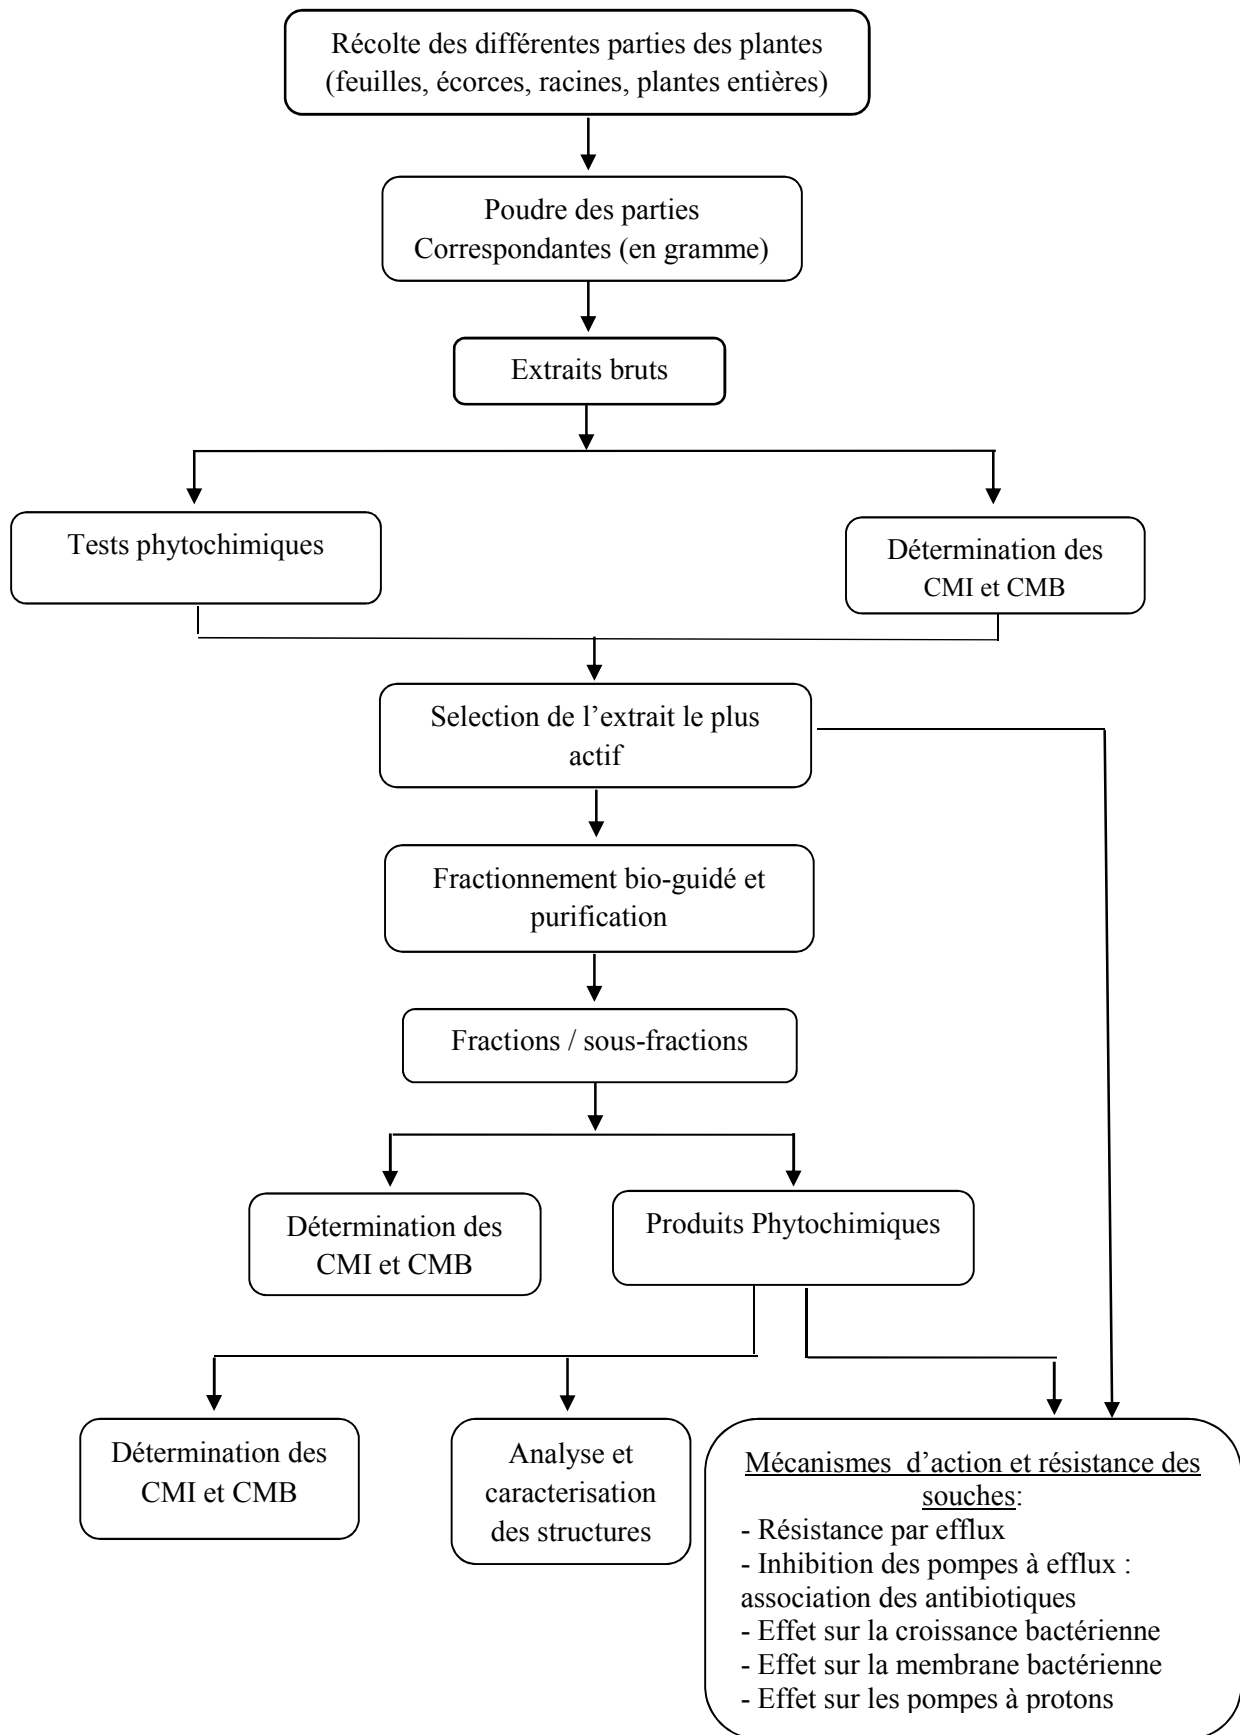 Récolte des différentes parties des plantes
(feuilles, écorces, racines, plantes entières)
Poudre des parties
Correspondantes (en gramme)
Extraits bruts
Tests phytochimiques
Détermination des
CMI et CMB
Selection de l’extrait le plus
actif
Fractionnement bio-guidé et
purification
Fractions / sous-fractions
Détermination des
CMI et CMB
Produits Phytochimiques
Détermination des
CMI et CMB
Analyse et
caracterisation
des structures
Mécanismes d’action et résistance des
souches:
- Résistance par efflux
- Inhibition des pompes à efflux :
association des antibiotiques
- Effet sur la croissance bactérienne
- Effet sur la membrane bactérienne
- Effet sur les pompes à protons